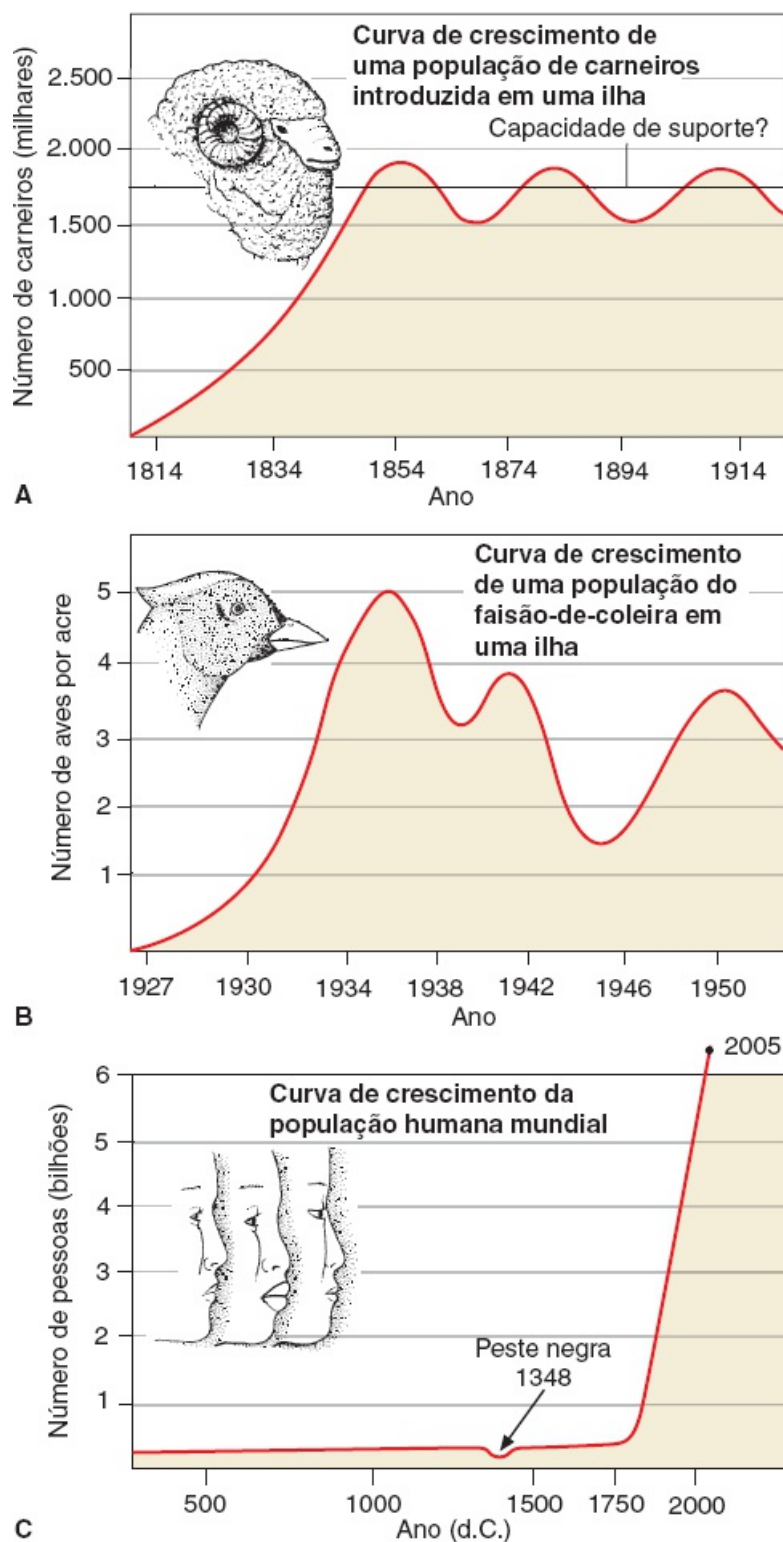 Curva de crescimento de
uma população de carneiros
introduzida em uma ilha
Capacidade de suporte?
Número de carneiros (milhares)
2.500
2.000
1.500
1.000
500
1814 1834 1854 1874 1894 1914
Ano
A
Curva de crescimento
de uma população do
faisão-de-coleira em
uma ilha
Número de aves por acre
5
4
3
2
1
1927 1930 1934 1938 1942 1946 1950
Ano
B
2005
Curva de crescimento da
população humana mundial
Número de pessoas (bilhões)
6
5
4
3
2
1
Peste negra
1348
500 1000 1500 1750 2000
Ano (d.C.)
C